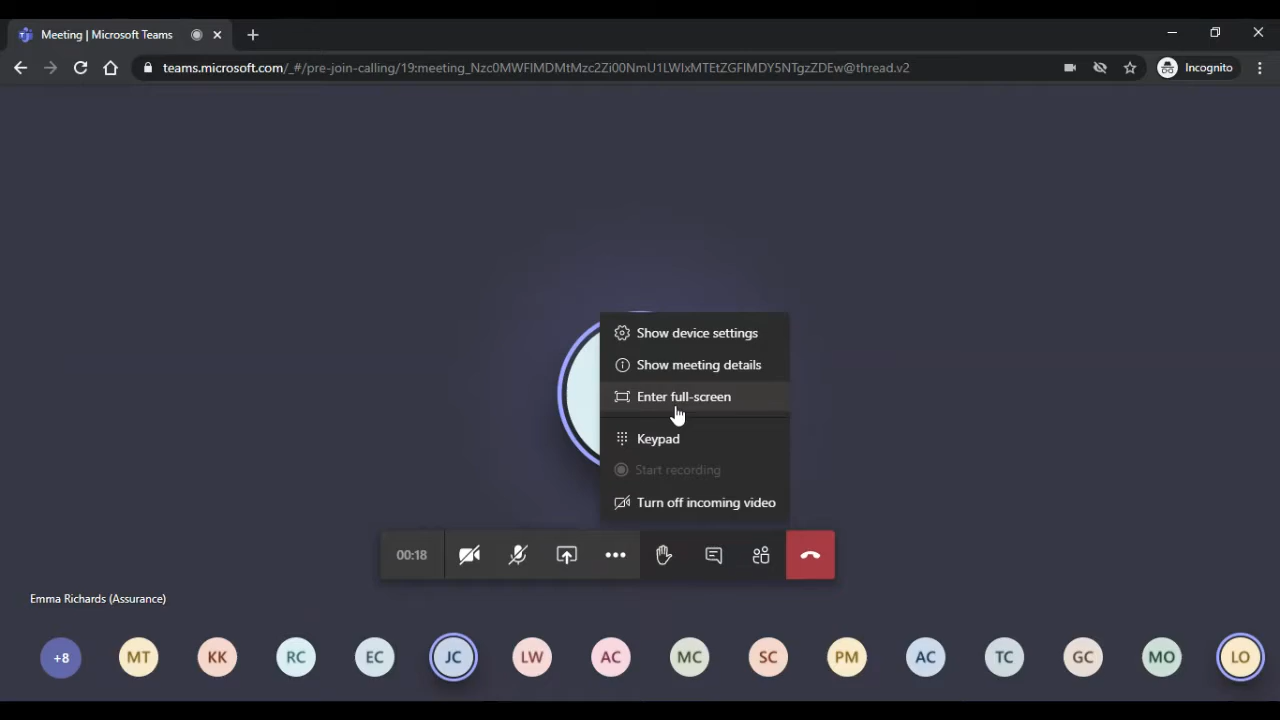 Meeting | Microsoft Teams
teams.microsoft.com/_#/pre-join-calling/19:meeting_Nzc0MWFlMDMtMzc2Zi00NmU1LWIxMTEtZGFlMDY5NTgzZDEw@thread.v2
Incognito
Show device settings
Show meeting details
Enter full-screen
Keypad
Start recording
Turn off incoming video
00:18
Emma Richards (Assurance)
+8 MT KK RC EC JC LW AC MC SC PM AC TC GC MO LO